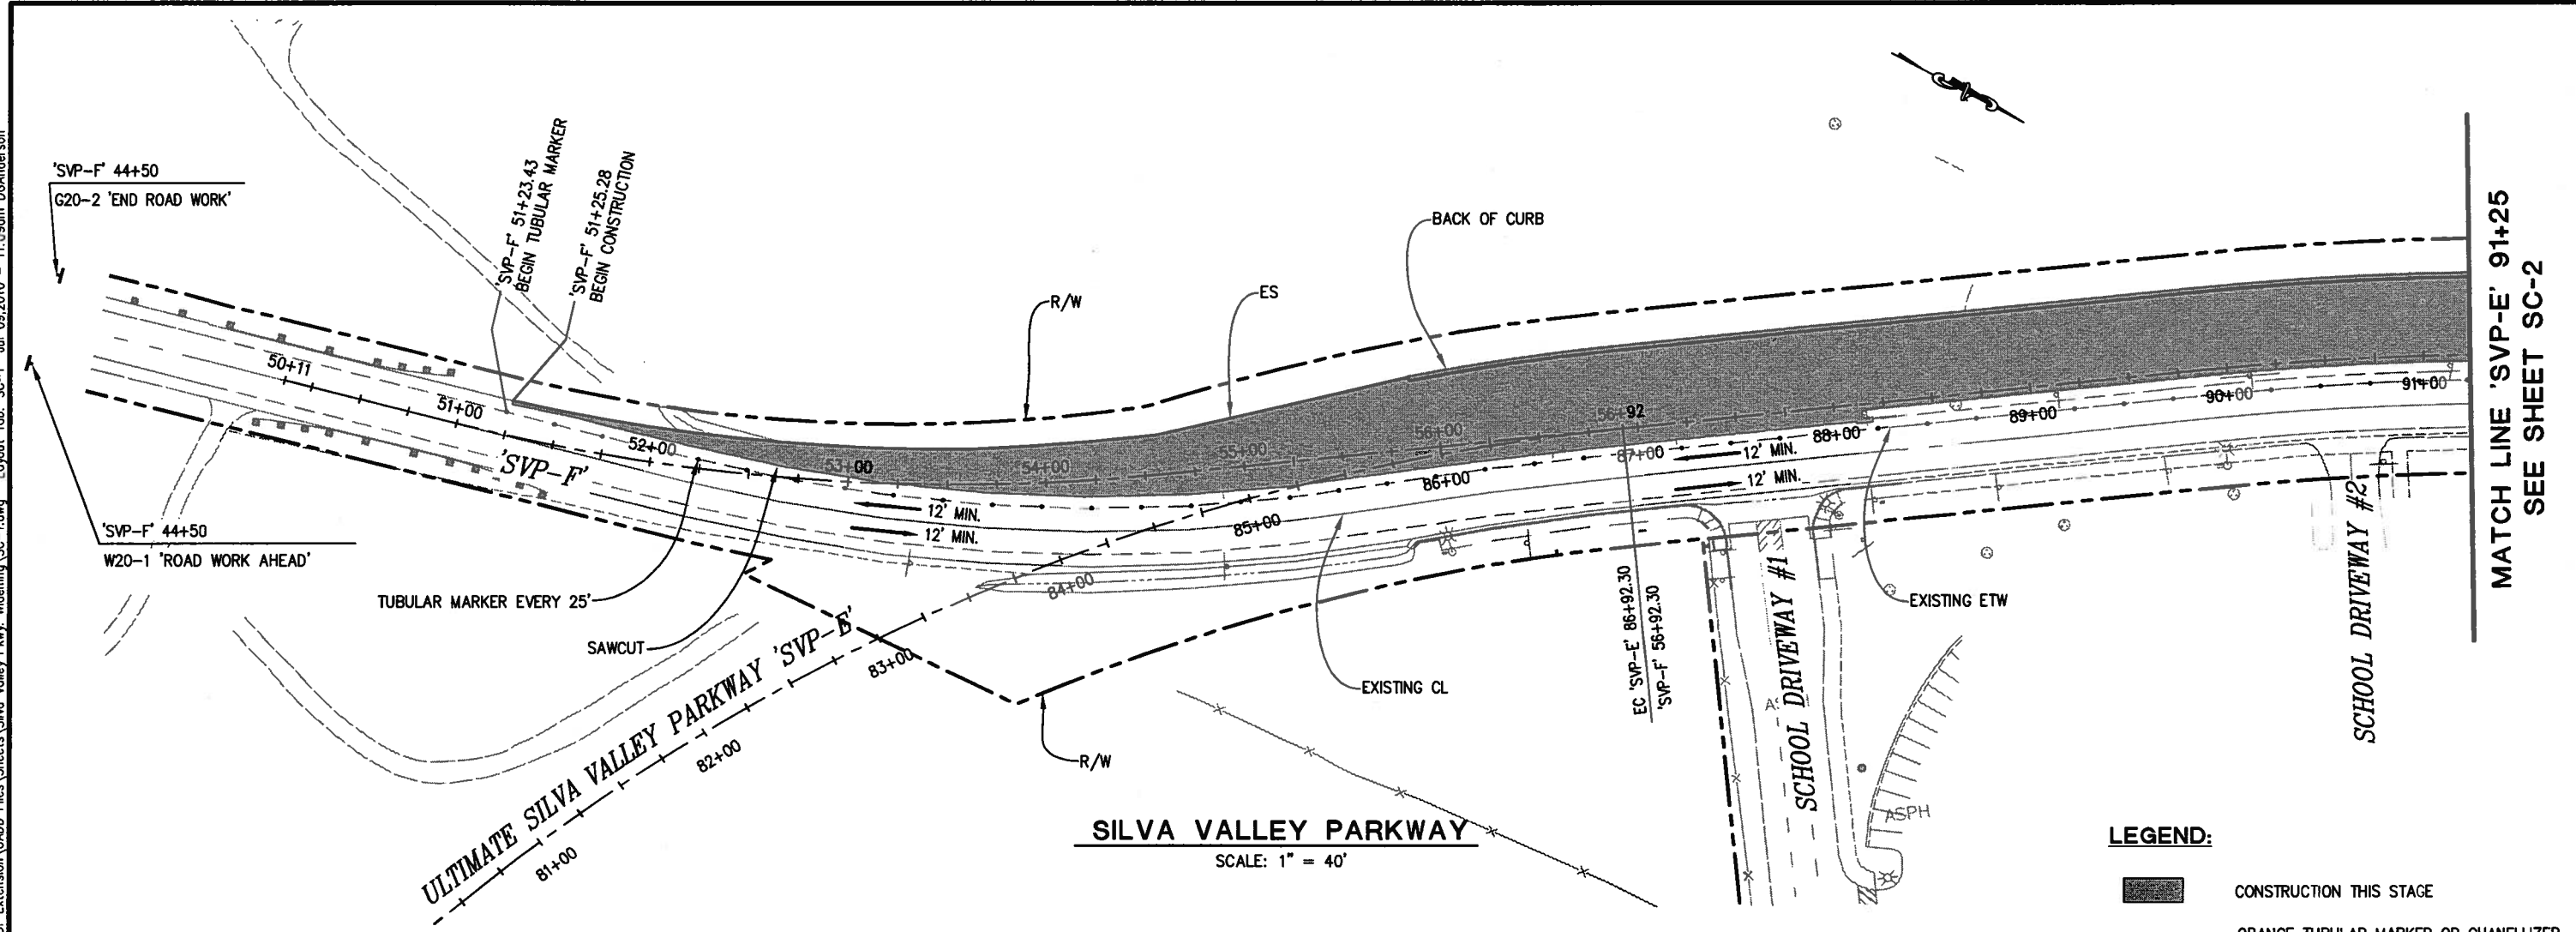 'SVP-F' 44+50
G20-2 'END ROAD WORK'
'SVP-F' 51+23.43
BEGIN TUBULAR MARKER
'SVP-F' 51+25.28
BEGIN CONSTRUCTION
R/W
ES
BACK OF CURB
MATCH LINE 'SVP-E' 91+25
SEE SHEET SC-2
50+11
51+00
52+00
53+00
54+00
55+00
56+00
56+92
'SVP-F'
85+00
86+00
87+00
88+00
89+00
90+00
91+00
12' MIN.
12' MIN.
12' MIN.
12' MIN.
'SVP-F' 44+50
W20-1 'ROAD WORK AHEAD'
TUBULAR MARKER EVERY 25'
SAWCUT
ULTIMATE SILVA VALLEY PARKWAY 'SVP-E'
81+00
82+00
83+00
84+00
EXISTING CL
R/W
EC 'SVP-E' 86+92.30
'SVP-F' 56+92.30
SCHOOL DRIVEWAY #1
EXISTING ETW
SCHOOL DRIVEWAY #2
ASPH
SILVA VALLEY PARKWAY
SCALE: 1" = 40'
LEGEND:
CONSTRUCTION THIS STAGE
ORANGE TUBULAR MARKER OR CHANELIZER